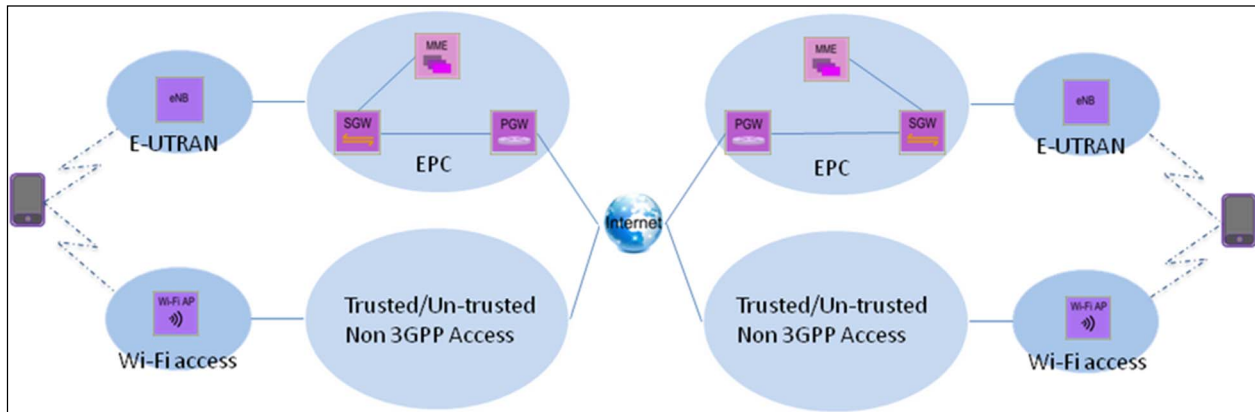 MME
eNB
SGW
PGW
E-UTRAN
EPC
Wi-Fi AP
Trusted/Un-trusted
Non 3GPP Access
Wi-Fi access
Internet
MME
PGW
SGW
eNB
EPC
E-UTRAN
Trusted/Un-trusted
Non 3GPP Access
Wi-Fi AP
Wi-Fi access